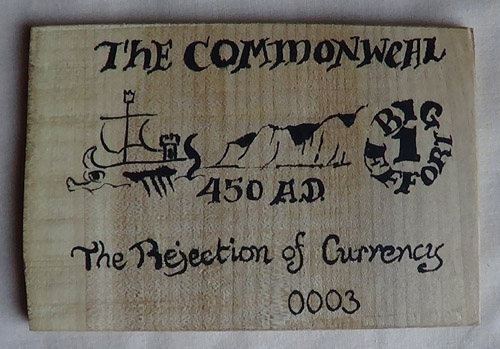 THE COMMONWEAL
BIG EFFORT
1
450 A.D.
The Rejection of Currency
0003